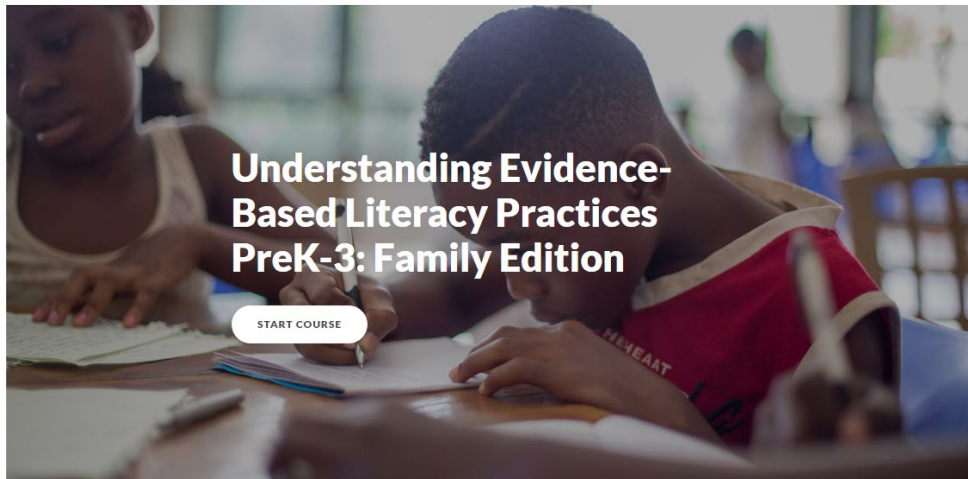 Understanding Evidence-
Based Literacy Practices
PreK-3: Family Edition
START COURSE